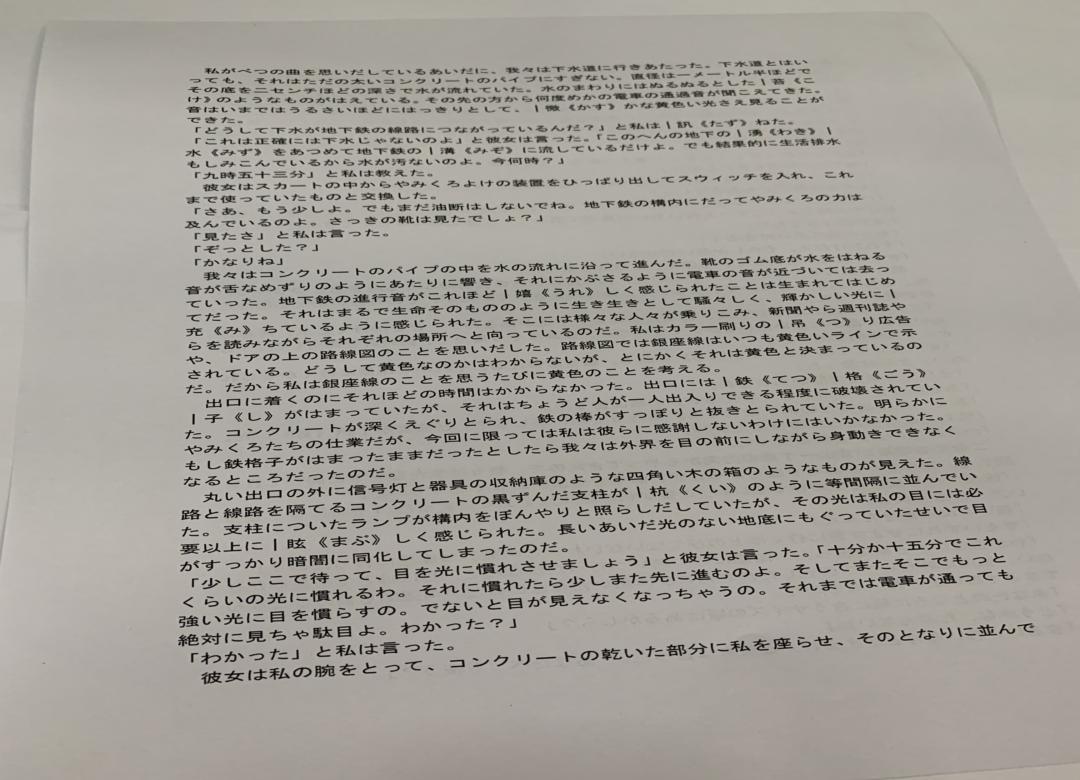 私がべつの曲を思いだしているあいだに、我々は下水道に行きあたった。下水道とはい
っても、それはただの太いコンクリートのパイプにすぎない。直径は一メートル半ほどで
その底を二センチほどの深さで水が流れていた。水のまわりにはぬるぬるとした｜苔《こ
け》のようなものがはえている。その先の方から何度めかの電車の通過音が聞こえてきた。
音はいまではうるさいほどにはっきりとして、｜微《かす》かな黄色い光さえ見ることが
できた。
「どうして下水が地下鉄の線路につながっているんだ？」と私は｜訊《たず》ねた。
「これは正確には下水じゃないのよ」と彼女は言った。「このへんの地下の｜湧《わき》｜
水《みず》をあつめて地下鉄の｜溝《みぞ》に流しているだけよ。でも結果的に生活排水
もしみこんでいるから水が汚ないのよ。今何時？」
「九時五十三分」と私は教えた。
　彼女はスカートの中からやみくろよけの装置をひっぱり出してスウィッチを入れ、これ
まで使っていたものと交換した。
「さあ、もう少しよ。でもまだ油断はしないでね。地下鉄の構内にだってやみくろの力は
及んでいるのよ。さっきの靴は見たでしょ？」
「見たさ」と私は言った。
「ぞっとした？」
「かなりね」
　我々はコンクリートのパイプの中を水の流れに沿って進んだ。靴のゴム底が水をはねる
音が舌なめずりのようにあたりに響き、それにかぶさるように電車の音が近づいては去っ
ていった。地下鉄の進行音がこれほど｜嬉《うれ》しく感じられたことは生まれてはじめ
てだった。それはまるで生命そのもののように生き生きとして騒々しく、輝かしい光に｜
充《み》ちているように感じられた。そこには様々な人々が乗りこみ、新聞やら週刊誌や
らを読みながらそれぞれの場所へと向っているのだ。私はカラー刷りの｜吊《つ》り広告
や、ドアの上の路線図のことを思いだした。路線図では銀座線はいつも黄色いラインで示
されている。どうして黄色なのかはわからないが、とにかくそれは黄色と決まっているの
だ。だから私は銀座線のことを思うたびに黄色のことを考える。
　出口に着くのにそれほどの時間はかからなかった。出口には｜鉄《てつ》｜格《ごう》
｜子《し》がはまっていたが、それはちょうど人が一人出入りできる程度に破壊されてい
た。コンクリートが深くえぐりとられ、鉄の棒がすっぽりと抜きとられていた。明らかに
やみくろたちの仕業だが、今回に限っては私は彼らに感謝しないわけにはいかなかった。
もし鉄格子がはまったままだったとしたら我々は外界を目の前にしながら身動きできなく
なるところだったのだ。
　丸い出口の外に信号灯と器具の収納庫のような四角い木の箱のようなものが見えた。線
路と線路を隔てるコンクリートの黒ずんだ支柱が｜杭《くい》のように等間隔に並んでい
た。支柱についたランプが構内をぼんやりと照らしだしていたが、その光は私の目には必
要以上に｜眩《まぶ》しく感じられた。長いあいだ光のない地底にもぐっていたせいで目
がすっかり暗闇に同化してしまったのだ。
「少しここで待って、目を光に慣れさせましょう」と彼女は言った。「十分か十五分でこれ
くらいの光に慣れるわ。それに慣れたら少しまた先に進むのよ。そしてまたそこでもっと
強い光に目を慣らすの。でないと目が見えなくなっちゃうの。それまでは電車が通っても
絶対に見ちゃ駄目よ。わかった？」
「わかった」と私は言った。
　彼女は私の腕をとって、コンクリートの乾いた部分に私を座らせ、そのとなりに並んで